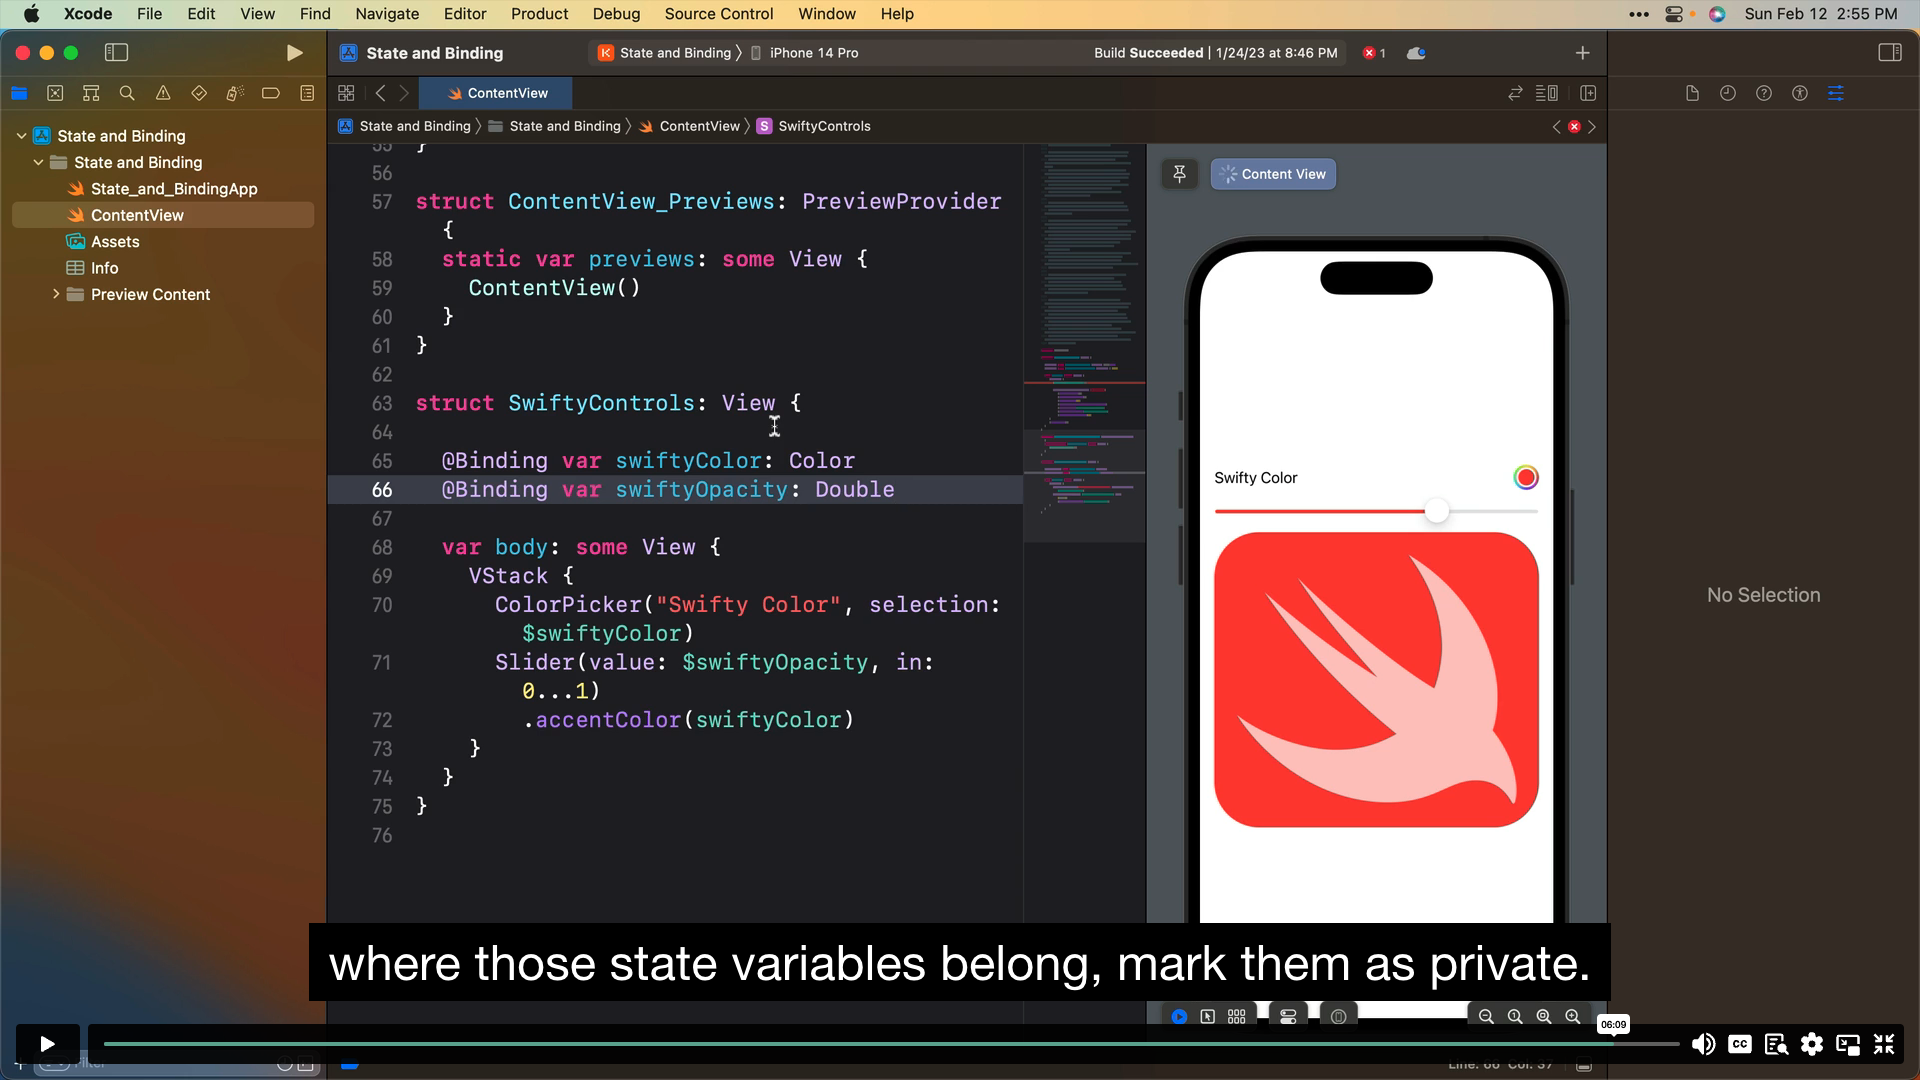 Xcode File Edit View Find Navigate Editor Product Debug Source Control Window Help Sun Feb 12 2:55 PM
State and Binding State and Binding iPhone 14 Pro Build Succeeded | 1/24/23 at 8:46 PM 1
ContentView
State and Binding State and Binding ContentView S SwiftyControls
State and Binding
State and Binding
State_and_BindingApp
ContentView
Assets
Info
Preview Content
55 }
56
57 struct ContentView_Previews: PreviewProvider
{
58 static var previews: some View {
59 ContentView()
60 }
61 }
62
63 struct SwiftyControls: View {
64
65 @Binding var swiftyColor: Color
66 @Binding var swiftyOpacity: Double
67
68 var body: some View {
69 VStack {
70 ColorPicker("Swifty Color", selection:
$swiftyColor)
71 Slider(value: $swiftyOpacity, in:
0...1)
72 .accentColor(swiftyColor)
73 }
74 }
75 }
76
Content View
Swifty Color
No Selection
where those state variables belong, mark them as private.
06:09
CC
Filter
Line: 66 Col: 37